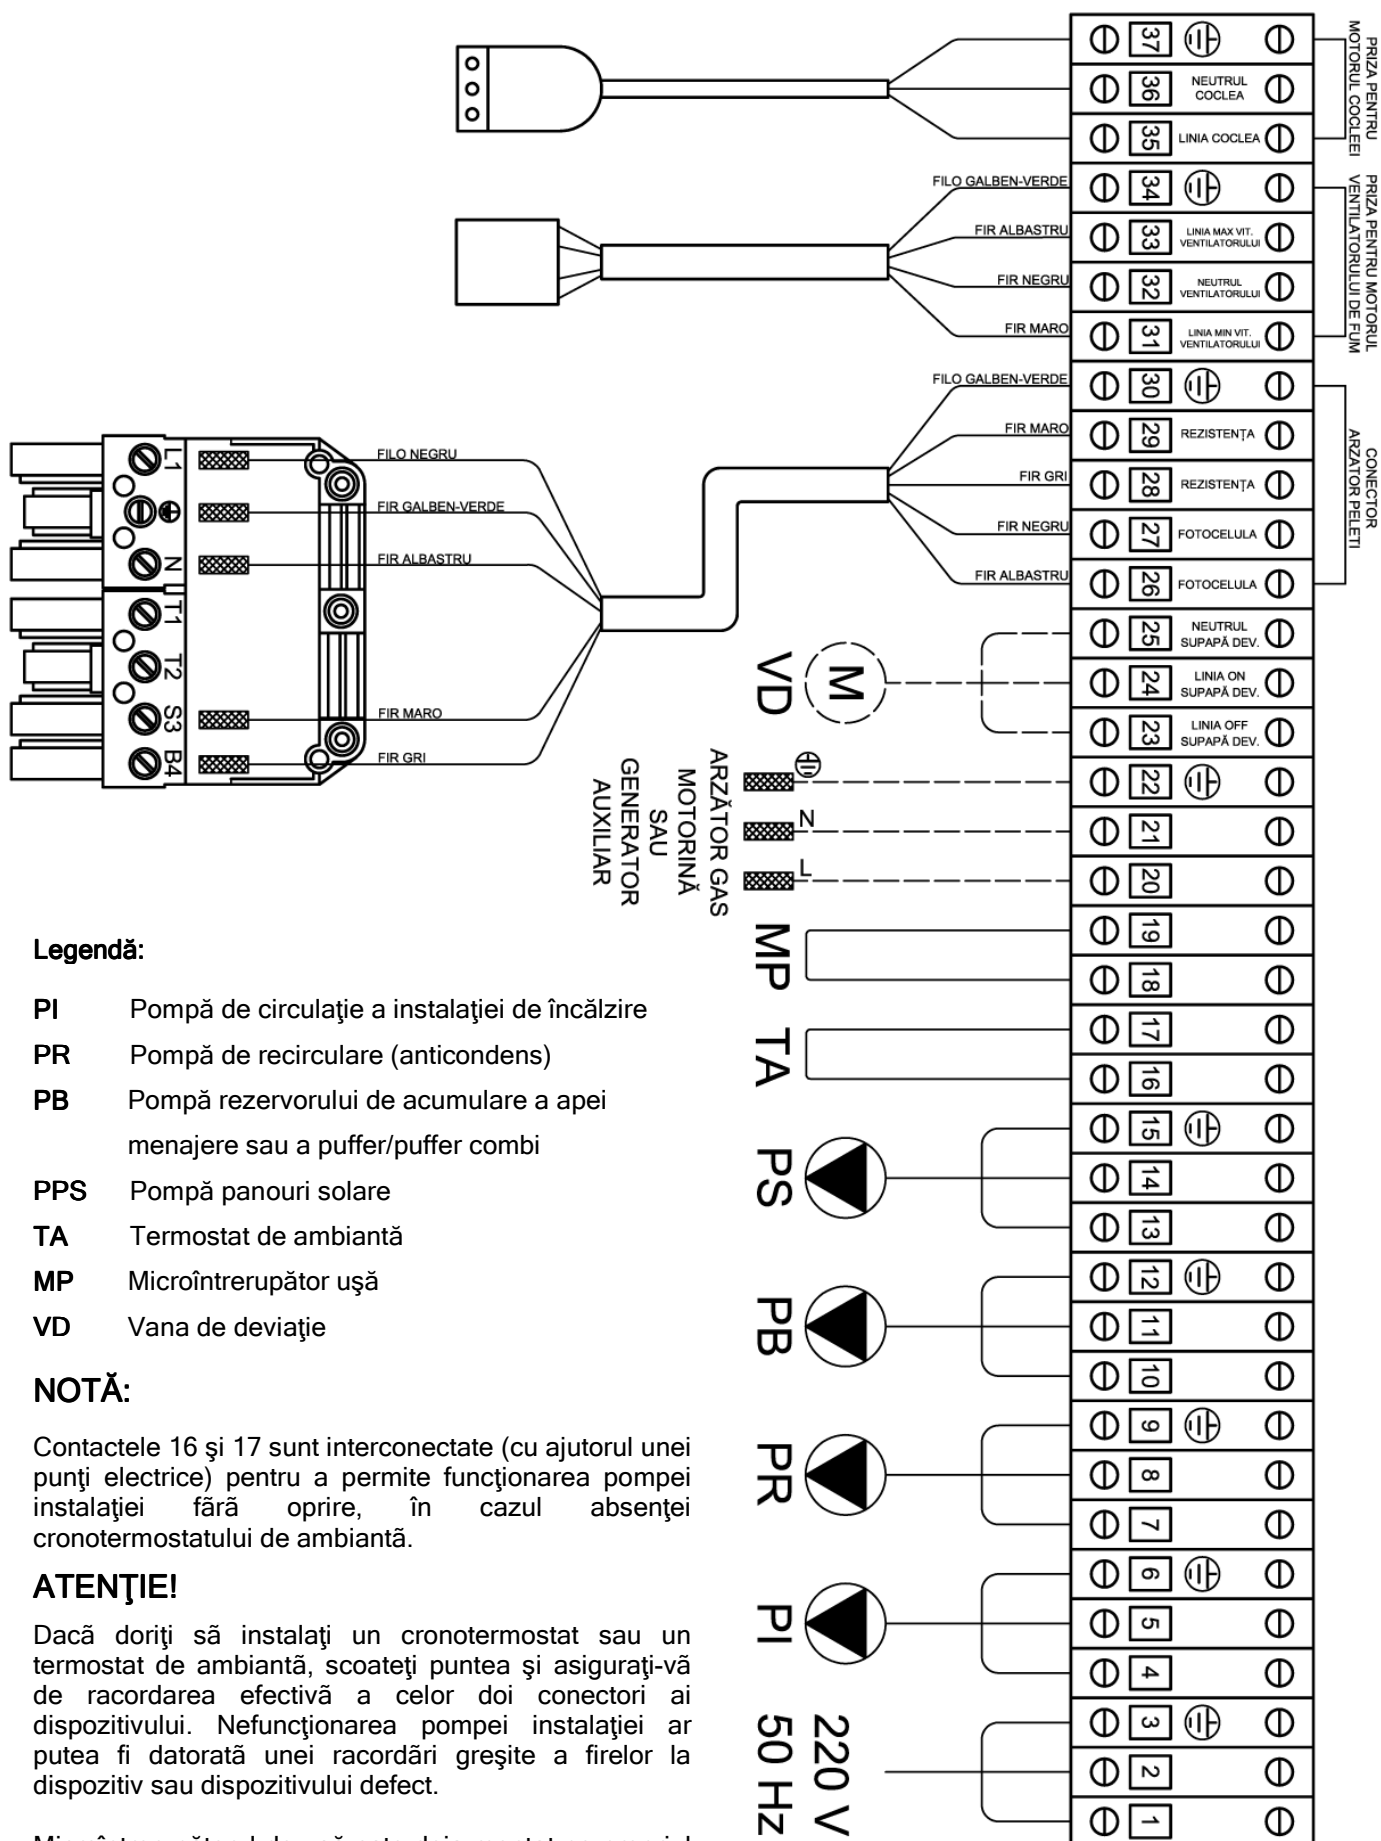 PRIZA PENTRU
MOTORUL COCLEEI
37
36
NEUTRUL
COCLEA
35
LINIA COCLEA
PRIZA PENTRU MOTORUL
VENTILATORULUI DE FUM
FILO GALBEN-VERDE
34
FIR ALBASTRU
33
LINIA MAX VIT.
VENTILATORULUI
FIR NEGRU
32
NEUTRUL
VENTILATORULUI
FIR MARO
31
LINIA MIN VIT.
VENTILATORULUI
CONECTOR
ARZATOR PELETI
FILO GALBEN-VERDE
30
FIR MARO
29
REZISTENŢA
FIR GRI
28
REZISTENŢA
FIR NEGRU
27
FOTOCELULA
FIR ALBASTRU
26
FOTOCELULA
L1
FILO NEGRU
FIR GALBEN-VERDE
N
FIR ALBASTRU
T1
T2
S3
FIR MARO
B4
FIR GRI
VD
M
25
NEUTRUL
SUPAPĂ DEV.
24
LINIA ON
SUPAPĂ DEV.
23
LINIA OFF
SUPAPĂ DEV.
ARZĂTOR GAS
MOTORINĂ
SAU
GENERATOR
AUXILIAR
22
N
21
L
20
MP
19
18
TA
17
16
PS
15
14
13
PB
12
11
10
PR
9
8
7
PI
6
5
4
220 V
50 Hz
3
2
1
Legendă:
PI Pompă de circulaţie a instalaţiei de încălzire
PR Pompă de recirculare (anticondens)
PB Pompă rezervorului de acumulare a apei
menajere sau a puffer/puffer combi
PPS Pompă panouri solare
TA Termostat de ambiantă
MP Microîntrerupător uşă
VD Vana de deviaţie
NOTĂ:
Contactele 16 şi 17 sunt interconectate (cu ajutorul unei
punţi electrice) pentru a permite funcţionarea pompei
instalaţiei fără oprire, în cazul absenţei
cronotermostatului de ambiantă.
ATENŢIE!
Dacă doriţi să instalaţi un cronotermostat sau un
termostat de ambiantă, scoateţi puntea şi asiguraţi-vă
de racordarea efectivă a celor doi conectori ai
dispozitivului. Nefuncţionarea pompei instalaţiei ar
putea fi datorată unei racordări greşite a firelor la
dispozitiv sau dispozitivului defect.